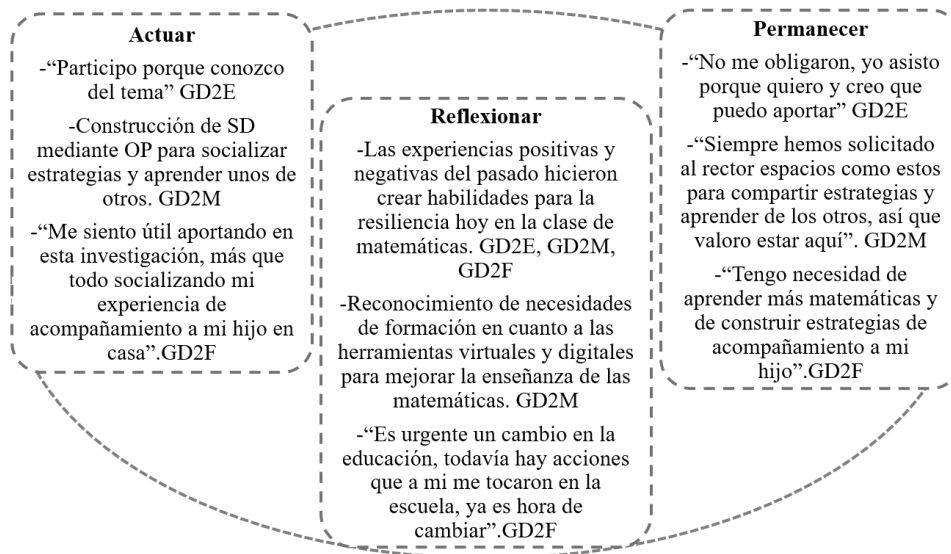 Actuar
-“Participo porque conozco
del tema” GD2E
-Construcción de SD
mediante OP para socializar
estrategias y aprender unos de
otros. GD2M
-“Me siento útil aportando en
esta investigación, más que
todo socializando mi
experiencia de
acompañamiento a mi hijo en
casa”.GD2F
Reflexionar
-Las experiencias positivas y
negativas del pasado hicieron
crear habilidades para la
resiliencia hoy en la clase de
matemáticas. GD2E, GD2M,
GD2F
-Reconocimiento de necesidades
de formación en cuanto a las
herramientas virtuales y digitales
para mejorar la enseñanza de las
matemáticas. GD2M
-“Es urgente un cambio en la
educación, todavía hay acciones
que a mi me tocaron en la
escuela, ya es hora de
cambiar”.GD2F
Permanecer
-“No me obligaron, yo asisto
porque quiero y creo que
puedo aportar” GD2E
-“Siempre hemos solicitado
al rector espacios como estos
para compartir estrategias y
aprender de los otros, así que
valoro estar aquí”. GD2M
-“Tengo necesidad de
aprender más matemáticas y
de construir estrategias de
acompañamiento a mi
hijo”.GD2F